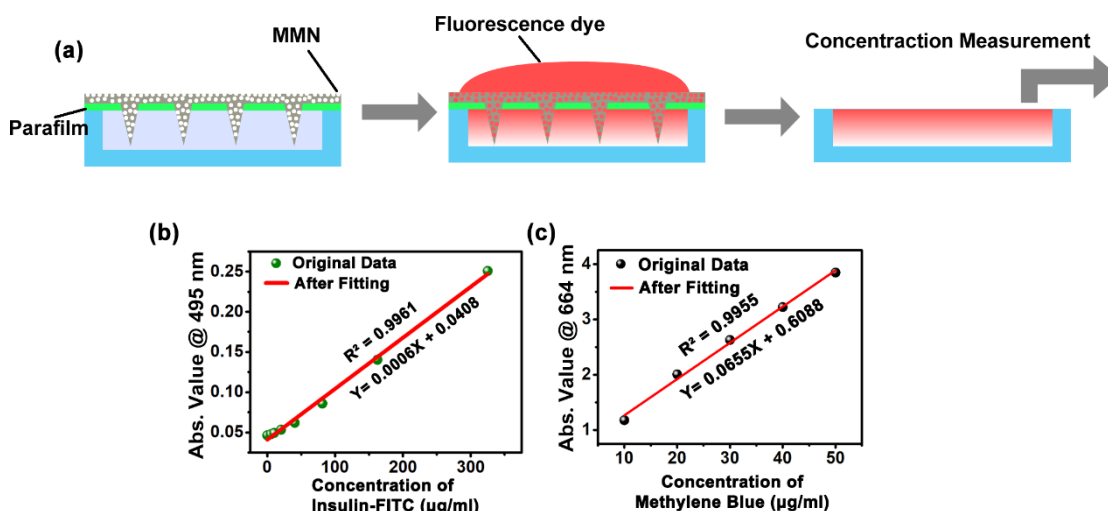 (a)
MMN
Fluorescence dye
Concentraction Measurement
Parafilm
(b)
Original Data
After Fitting
R² = 0.9961
Y= 0.0006X + 0.0408
Abs. Value @ 495 nm
0.25
0.20
0.15
0.10
0.05
0 100 200 300
Concentration of
Insulin-FITC (µg/ml)
(c)
Original Data
After Fitting
R² = 0.9955
Y= 0.0655X + 0.6088
Abs. Value @ 664 nm
4
3
2
1
10 20 30 40 50
Concentration of
Methylene Blue (µg/ml)